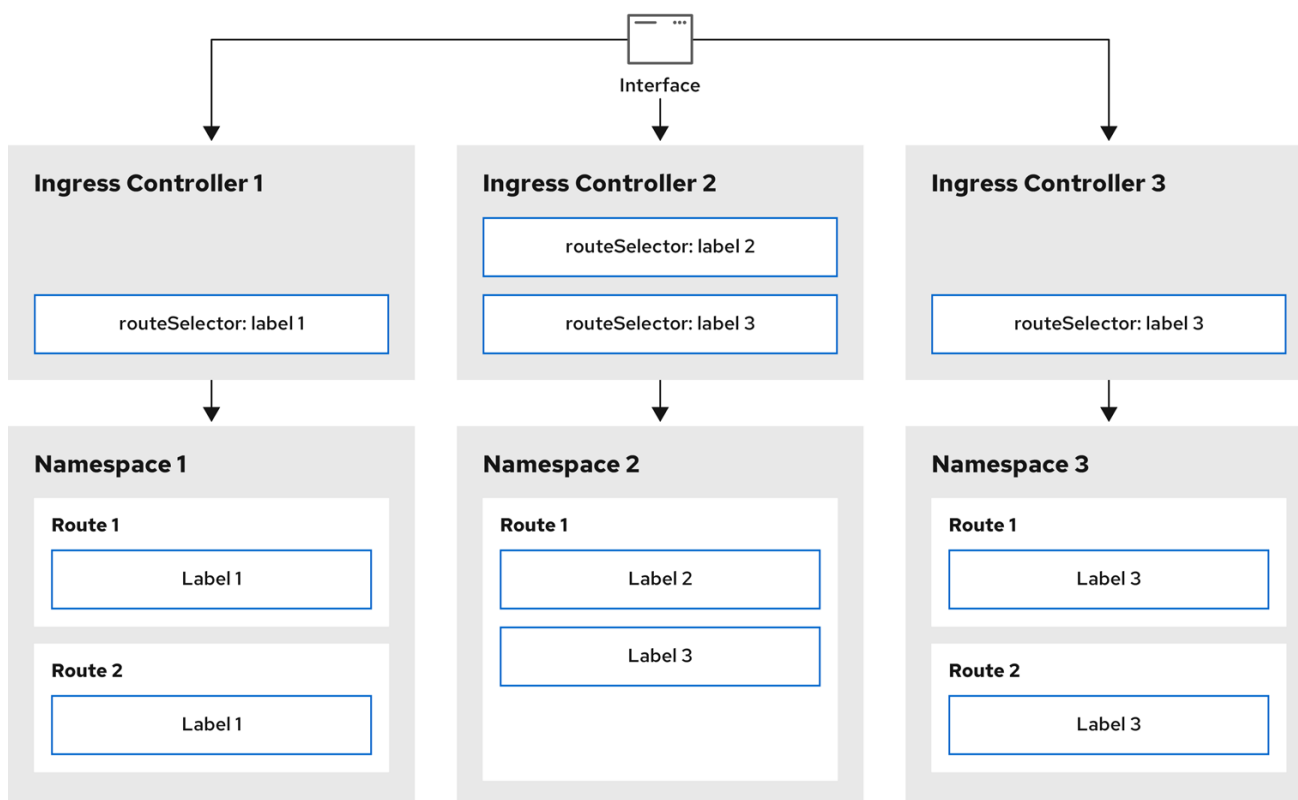 Interface
Ingress Controller 1
routeSelector: label 1
Ingress Controller 2
routeSelector: label 2
routeSelector: label 3
Ingress Controller 3
routeSelector: label 3
Namespace 1
Route 1
Label 1
Route 2
Label 1
Namespace 2
Route 1
Label 2
Label 3
Namespace 3
Route 1
Label 3
Route 2
Label 3